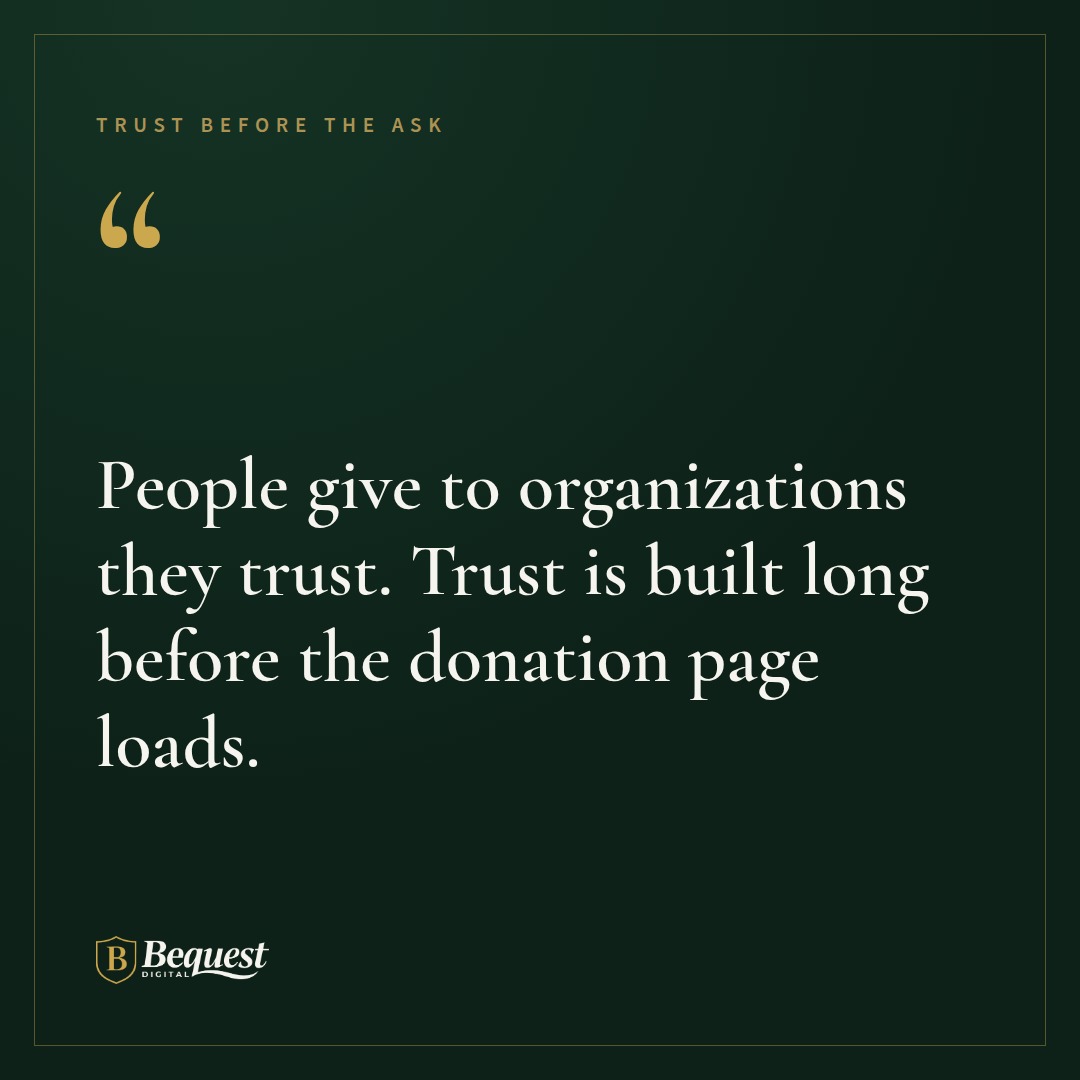 TRUST BEFORE THE ASK
“
People give to organizations
they trust. Trust is built long
before the donation page
loads.
B Bequest
DIGITAL